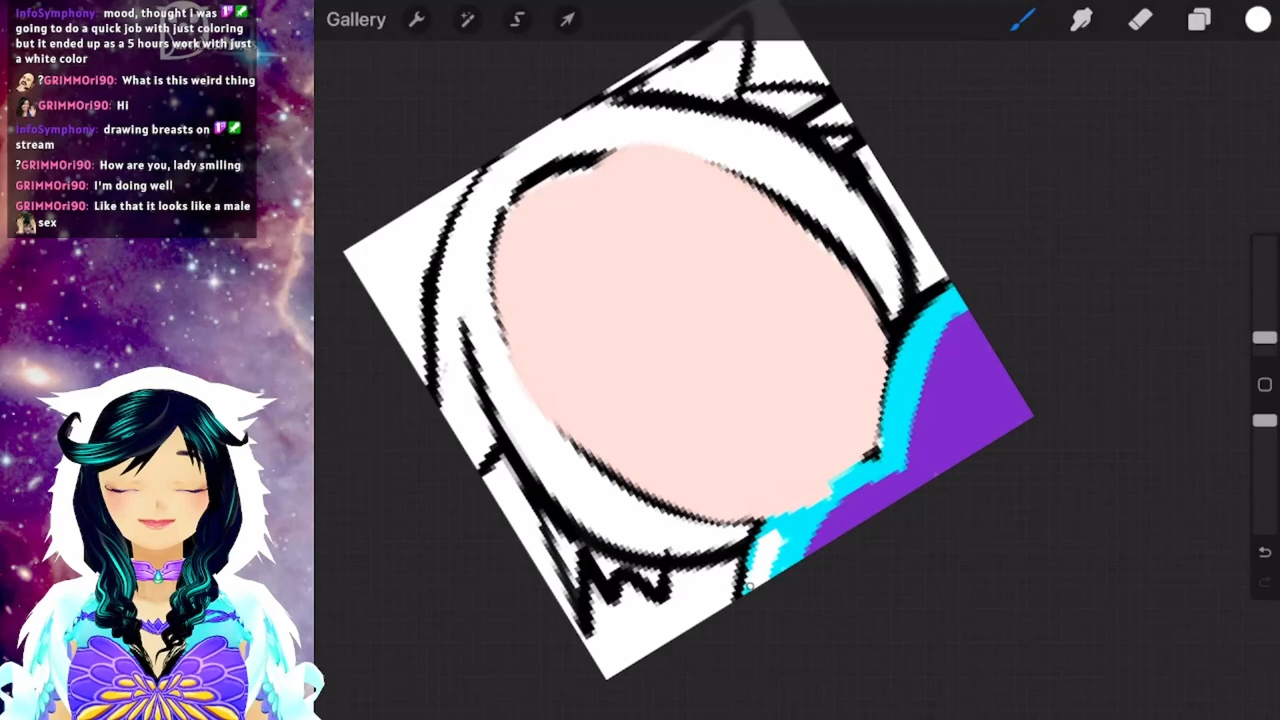 InfoSymphony: mood, thought i was
going to do a quick job with just coloring
but it ended up as a 5 hours work with just
a white color
?GRIMMOri90: What is this weird thing
GRIMMOri90: Hi
InfoSymphony: drawing breasts on
stream
?GRIMMOri90: How are you, lady smiling
GRIMMOri90: I'm doing well
GRIMMOri90: Like that it looks like a male
sex
Gallery